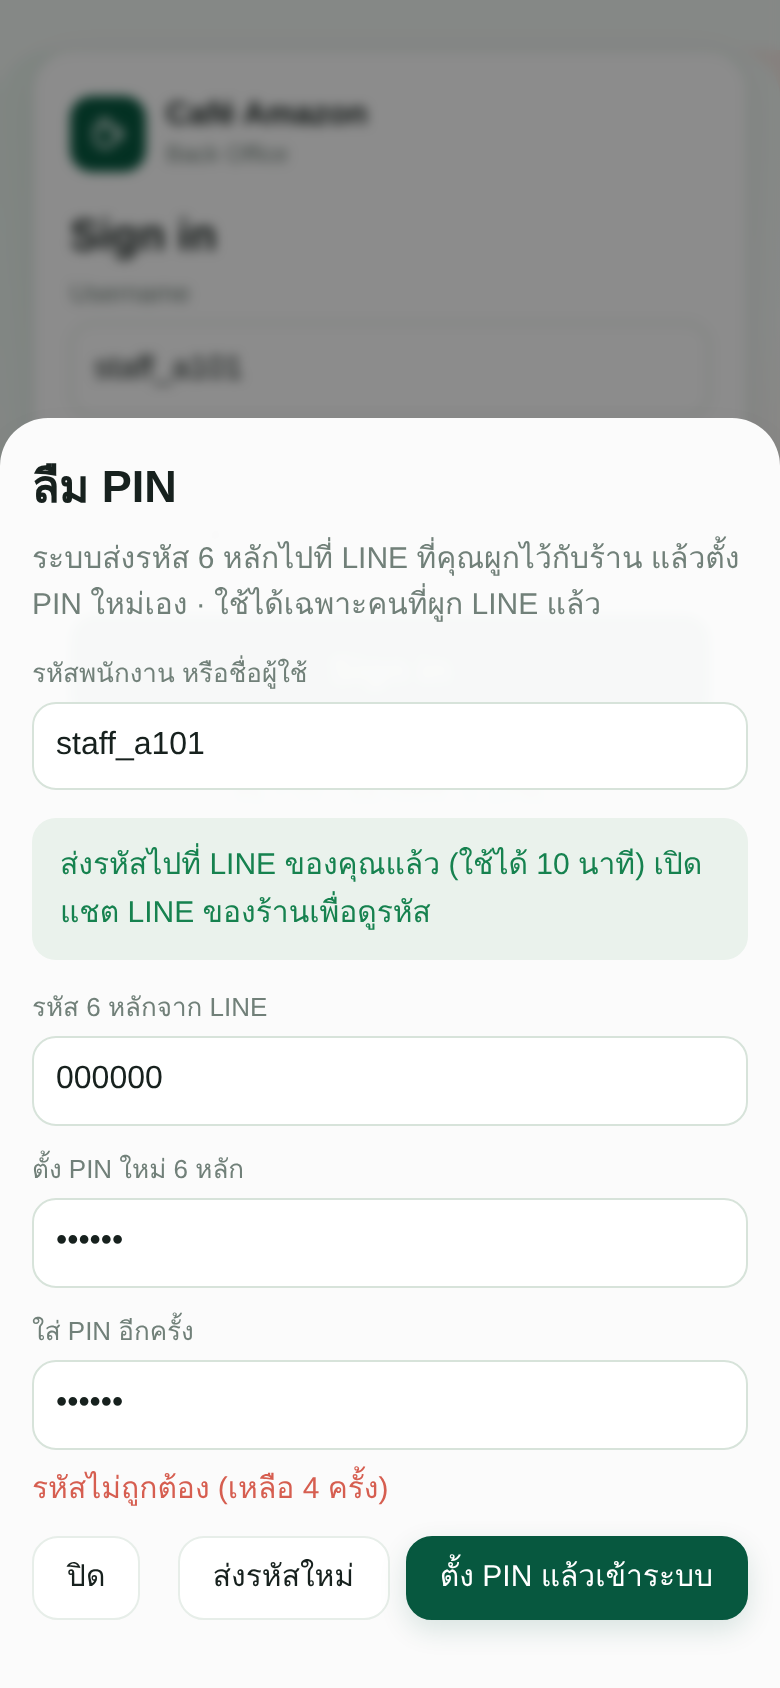 Café Amazon
Back Office
Sign in
Username
staff_a101
ลืม PIN
ระบบส่งรหัส 6 หลักไปที่ LINE ที่คุณผูกไว้กับร้าน แล้วตั้ง
PIN ใหม่เอง · ใช้ได้เฉพาะคนที่ผูก LINE แล้ว
รหัสพนักงาน หรือชื่อผู้ใช้
staff_a101
ส่งรหัสไปที่ LINE ของคุณแล้ว (ใช้ได้ 10 นาที) เปิด
แชต LINE ของร้านเพื่อดูรหัส
รหัส 6 หลักจาก LINE
000000
ตั้ง PIN ใหม่ 6 หลัก
••••••
ใส่ PIN อีกครั้ง
••••••
รหัสไม่ถูกต้อง (เหลือ 4 ครั้ง)
ปิด
ส่งรหัสใหม่
ตั้ง PIN แล้วเข้าระบบ